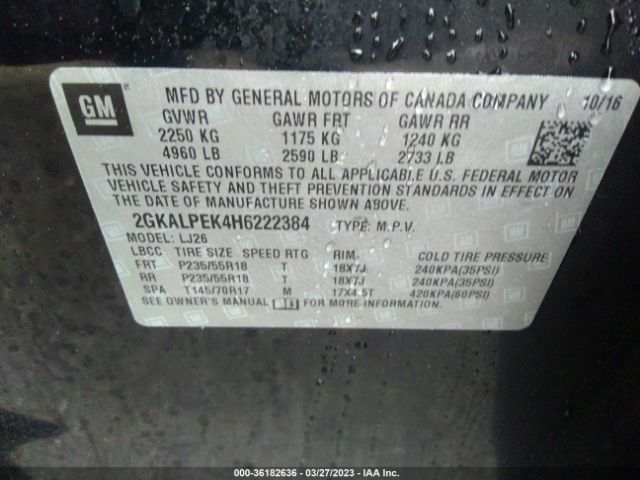 GM
MFD BY GENERAL MOTORS OF CANADA COMPANY 10/16
GVWR GAWR FRT GAWR RR
2250 KG 1175 KG 1240 KG
4960 LB 2590 LB 2733 LB
THIS VEHICLE CONFORMS TO ALL APPLICABLE U.S. FEDERAL MOTOR
VEHICLE SAFETY AND THEFT PREVENTION STANDARDS IN EFFECT
ON THE DATE OF MANUFACTURE SHOWN ABOVE.
2GKALPEK4H6222384 TYPE: M.P.V.
MODEL: LJ26
LBCC TIRE SIZE SPEED RTG RIM COLD TIRE PRESSURE
FRT P235/55R18 T 18X7J 240KPA(35PSI)
RR P235/55R18 T 18X7J 240KPA(35PSI)
SPA T145/70R17 M 17X4.5T 420KPA(60PSI)
SEE OWNER'S MANUAL FOR MORE INFORMATION.
000-36182636 - 03/27/2023 - IAA Inc.